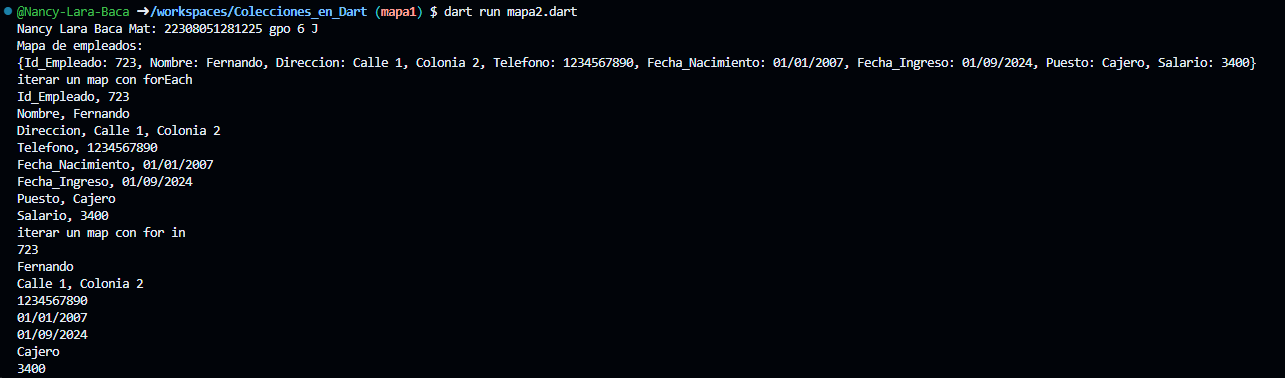 @Nancy-Lara-Baca ➜/workspaces/Colecciones_en_Dart (mapa1) $ dart run mapa2.dart
Nancy Lara Baca Mat: 22308051281225 gpo 6 J
Mapa de empleados:
{Id_Empleado: 723, Nombre: Fernando, Direccion: Calle 1, Colonia 2, Telefono: 1234567890, Fecha_Nacimiento: 01/01/2007, Fecha_Ingreso: 01/09/2024, Puesto: Cajero, Salario: 3400}
iterar un map con forEach
Id_Empleado, 723
Nombre, Fernando
Direccion, Calle 1, Colonia 2
Telefono, 1234567890
Fecha_Nacimiento, 01/01/2007
Fecha_Ingreso, 01/09/2024
Puesto, Cajero
Salario, 3400
iterar un map con for in
723
Fernando
Calle 1, Colonia 2
1234567890
01/01/2007
01/09/2024
Cajero
3400